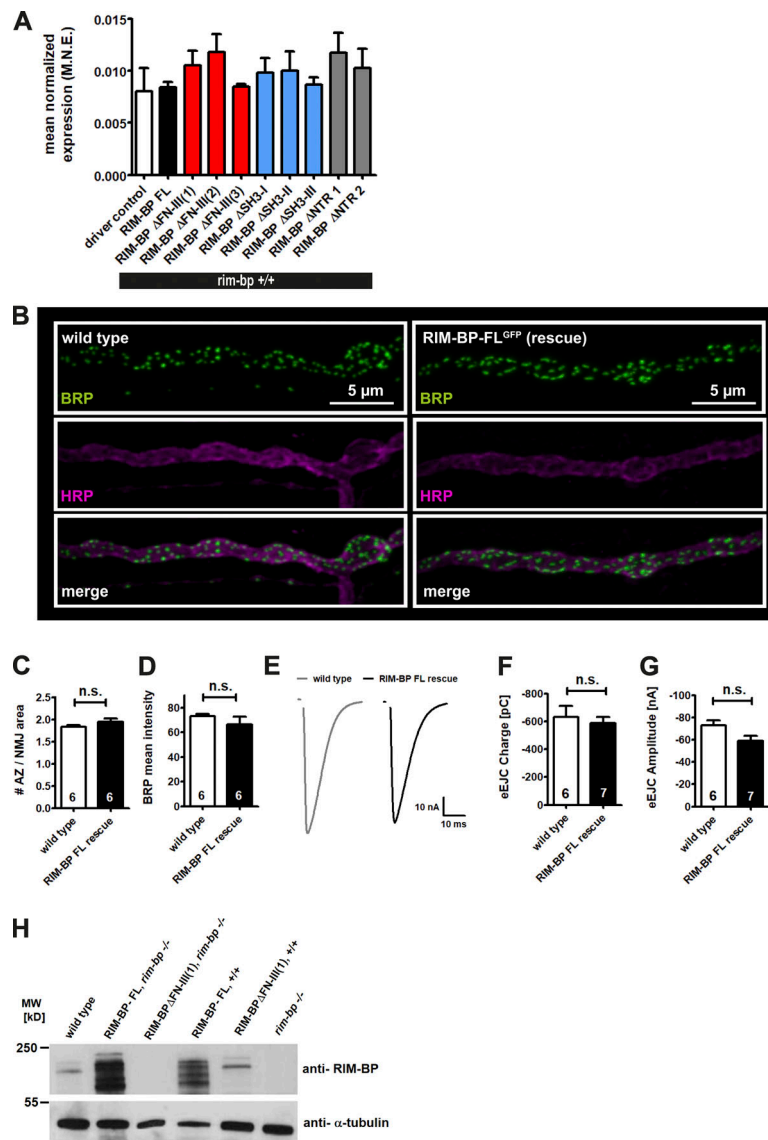 A
mean normalized
expression (M.N.E.)
0.015
0.010
0.005
0.000
driver control
RIM-BP FL
RIM-BP ΔFN-III(1)
RIM-BP ΔFN-III(2)
RIM-BP ΔFN-III(3)
RIM-BP ΔSH3-I
RIM-BP ΔSH3-II
RIM-BP ΔSH3-III
RIM-BP ΔNTR 1
RIM-BP ΔNTR 2
rim-bp +/+
B
wild type
RIM-BP-FLGFP (rescue)
5 µm
5 µm
BRP
BRP
HRP
HRP
merge
merge
C
n.s.
# AZ / NMJ area
2.5
2.0
1.5
1.0
0.5
0.0
6
6
wild type
RIM-BP FL rescue
D
n.s.
BRP mean intensity
80
60
40
20
0
6
6
wild type
RIM-BP FL rescue
E
wild type
RIM-BP FL rescue
10 nA
10 ms
F
n.s.
eEJC Charge [pC]
-800
-600
-400
-200
0
6
7
wild type
RIM-BP FL rescue
G
n.s.
eEJC Amplitude [nA]
-100
-80
-60
-40
-20
0
6
7
wild type
RIM-BP FL rescue
H
MW
[kD]
wild type
RIM-BP- FL, rim-bp -/-
RIM-BPΔFN-III(1), rim-bp -/-
RIM-BP- FL, +/+
RIM-BPΔFN-III(1), +/+
rim-bp -/-
250
anti- RIM-BP
55
anti- α-tubulin